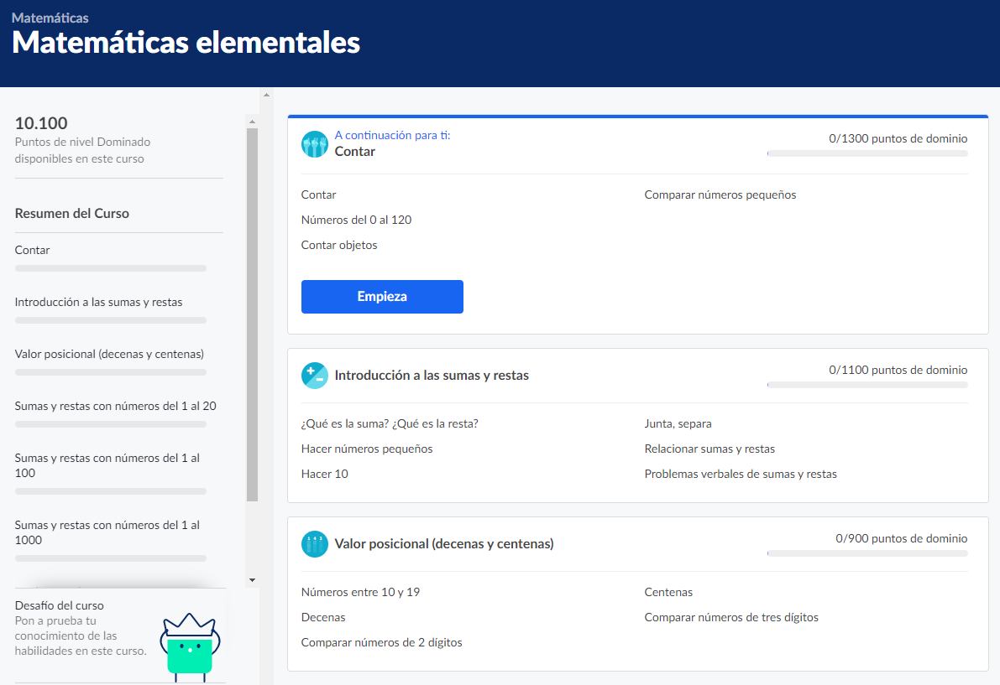 Matemáticas
Matemáticas elementales
10.100
Puntos de nivel Dominado
disponibles en este curso
Resumen del Curso
Contar
Introducción a las sumas y restas
Valor posicional (decenas y centenas)
Sumas y restas con números del 1 al 20
Sumas y restas con números del 1 al
100
Sumas y restas con números del 1 al
1000
Desafío del curso
Pon a prueba tu
conocimiento de las
habilidades en este curso.
A continuación para ti:
Contar
0/1300 puntos de dominio
Contar
Números del 0 al 120
Contar objetos
Comparar números pequeños
Empieza
Introducción a las sumas y restas
0/1100 puntos de dominio
¿Qué es la suma? ¿Qué es la resta?
Hacer números pequeños
Hacer 10
Junta, separa
Relacionar sumas y restas
Problemas verbales de sumas y restas
Valor posicional (decenas y centenas)
0/900 puntos de dominio
Números entre 10 y 19
Decenas
Comparar números de 2 dígitos
Centenas
Comparar números de tres dígitos